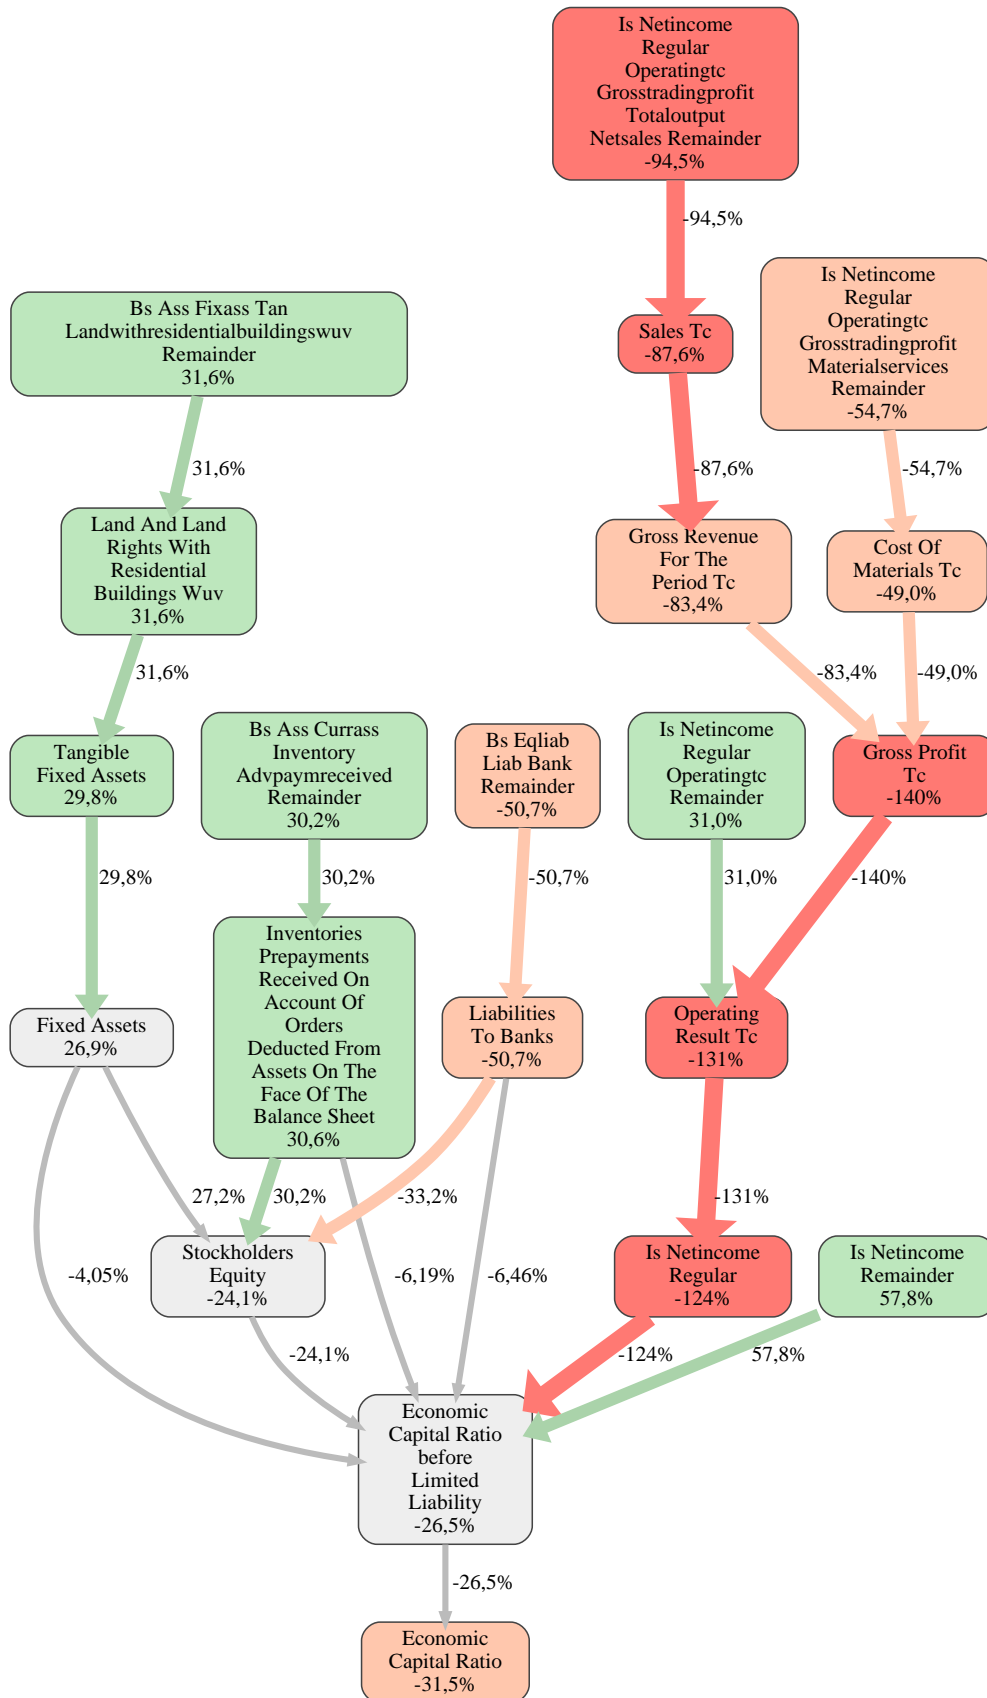 Is Netincome
Regular
Operatingtc
Grosstradingprofit
Totaloutput
Netsales Remainder
-94,5%
-94,5%
Is Netincome
Regular
Operatingtc
Grosstradingprofit
Materialservices
Remainder
-54,7%
Bs Ass Fixass Tan
Landwithresidentialbuildingswuv
Remainder
31,6%
Sales Tc
-87,6%
31,6%
-87,6%
-54,7%
Land And Land
Rights With
Residential
Buildings Wuv
31,6%
Gross Revenue
For The
Period Tc
-83,4%
Cost Of
Materials Tc
-49,0%
31,6%
-83,4%
-49,0%
Tangible
Fixed Assets
29,8%
Bs Ass Currass
Inventory
Advpaymreceived
Remainder
30,2%
Bs Eqliab
Liab Bank
Remainder
-50,7%
Is Netincome
Regular
Operatingtc
Remainder
31,0%
Gross Profit
Tc
-140%
29,8%
30,2%
-50,7%
31,0%
-140%
Fixed Assets
26,9%
Inventories
Prepayments
Received On
Account Of
Orders
Deducted From
Assets On The
Face Of The
Balance Sheet
30,6%
Liabilities
To Banks
-50,7%
Operating
Result Tc
-131%
27,2%
30,2%
-33,2%
-131%
-4,05%
Stockholders
Equity
-24,1%
-6,19%
-6,46%
Is Netincome
Regular
-124%
Is Netincome
Remainder
57,8%
-24,1%
-124%
57,8%
Economic
Capital Ratio
before
Limited
Liability
-26,5%
-26,5%
Economic
Capital Ratio
-31,5%